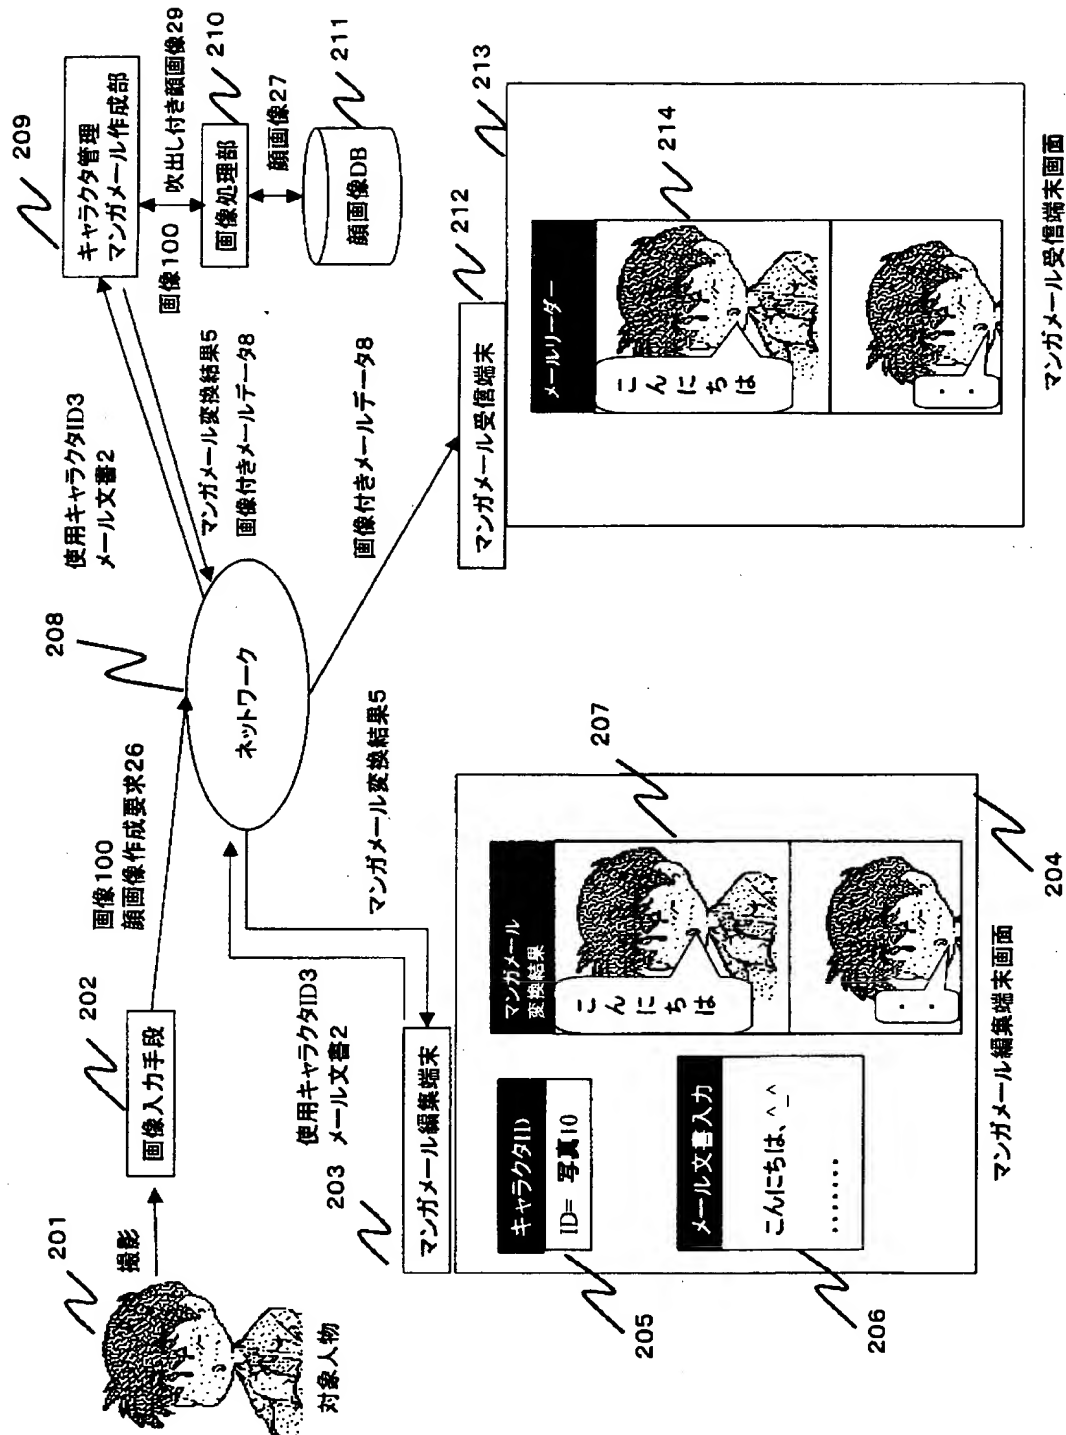 201
撮影
対象人物
202
画像入力手段
画像100
顔画像作成要求26
208
ネットワーク
使用キャラクタID3
メール文書2
マンガメール変換結果5
画像付きメールデータ8
209
キャラクタ管理
マンガメール作成部
画像100
吹出し付き顔画像29
210
画像処理部
顔画像27
211
顔画像DB
203
マンガメール編集端末
使用キャラクタID3
メール文書2
マンガメール変換結果5
画像付きメールデータ8
212
マンガメール受信端末
213
205
キャラクタID
ID= 写真10
206
メール文書入力
こんにちは、^_^
........
207
マンガメール
変換結果
こんにちは
..
204
マンガメール編集端末画面
214
メールリーダー
こんにちは
..
マンガメール受信端末画面